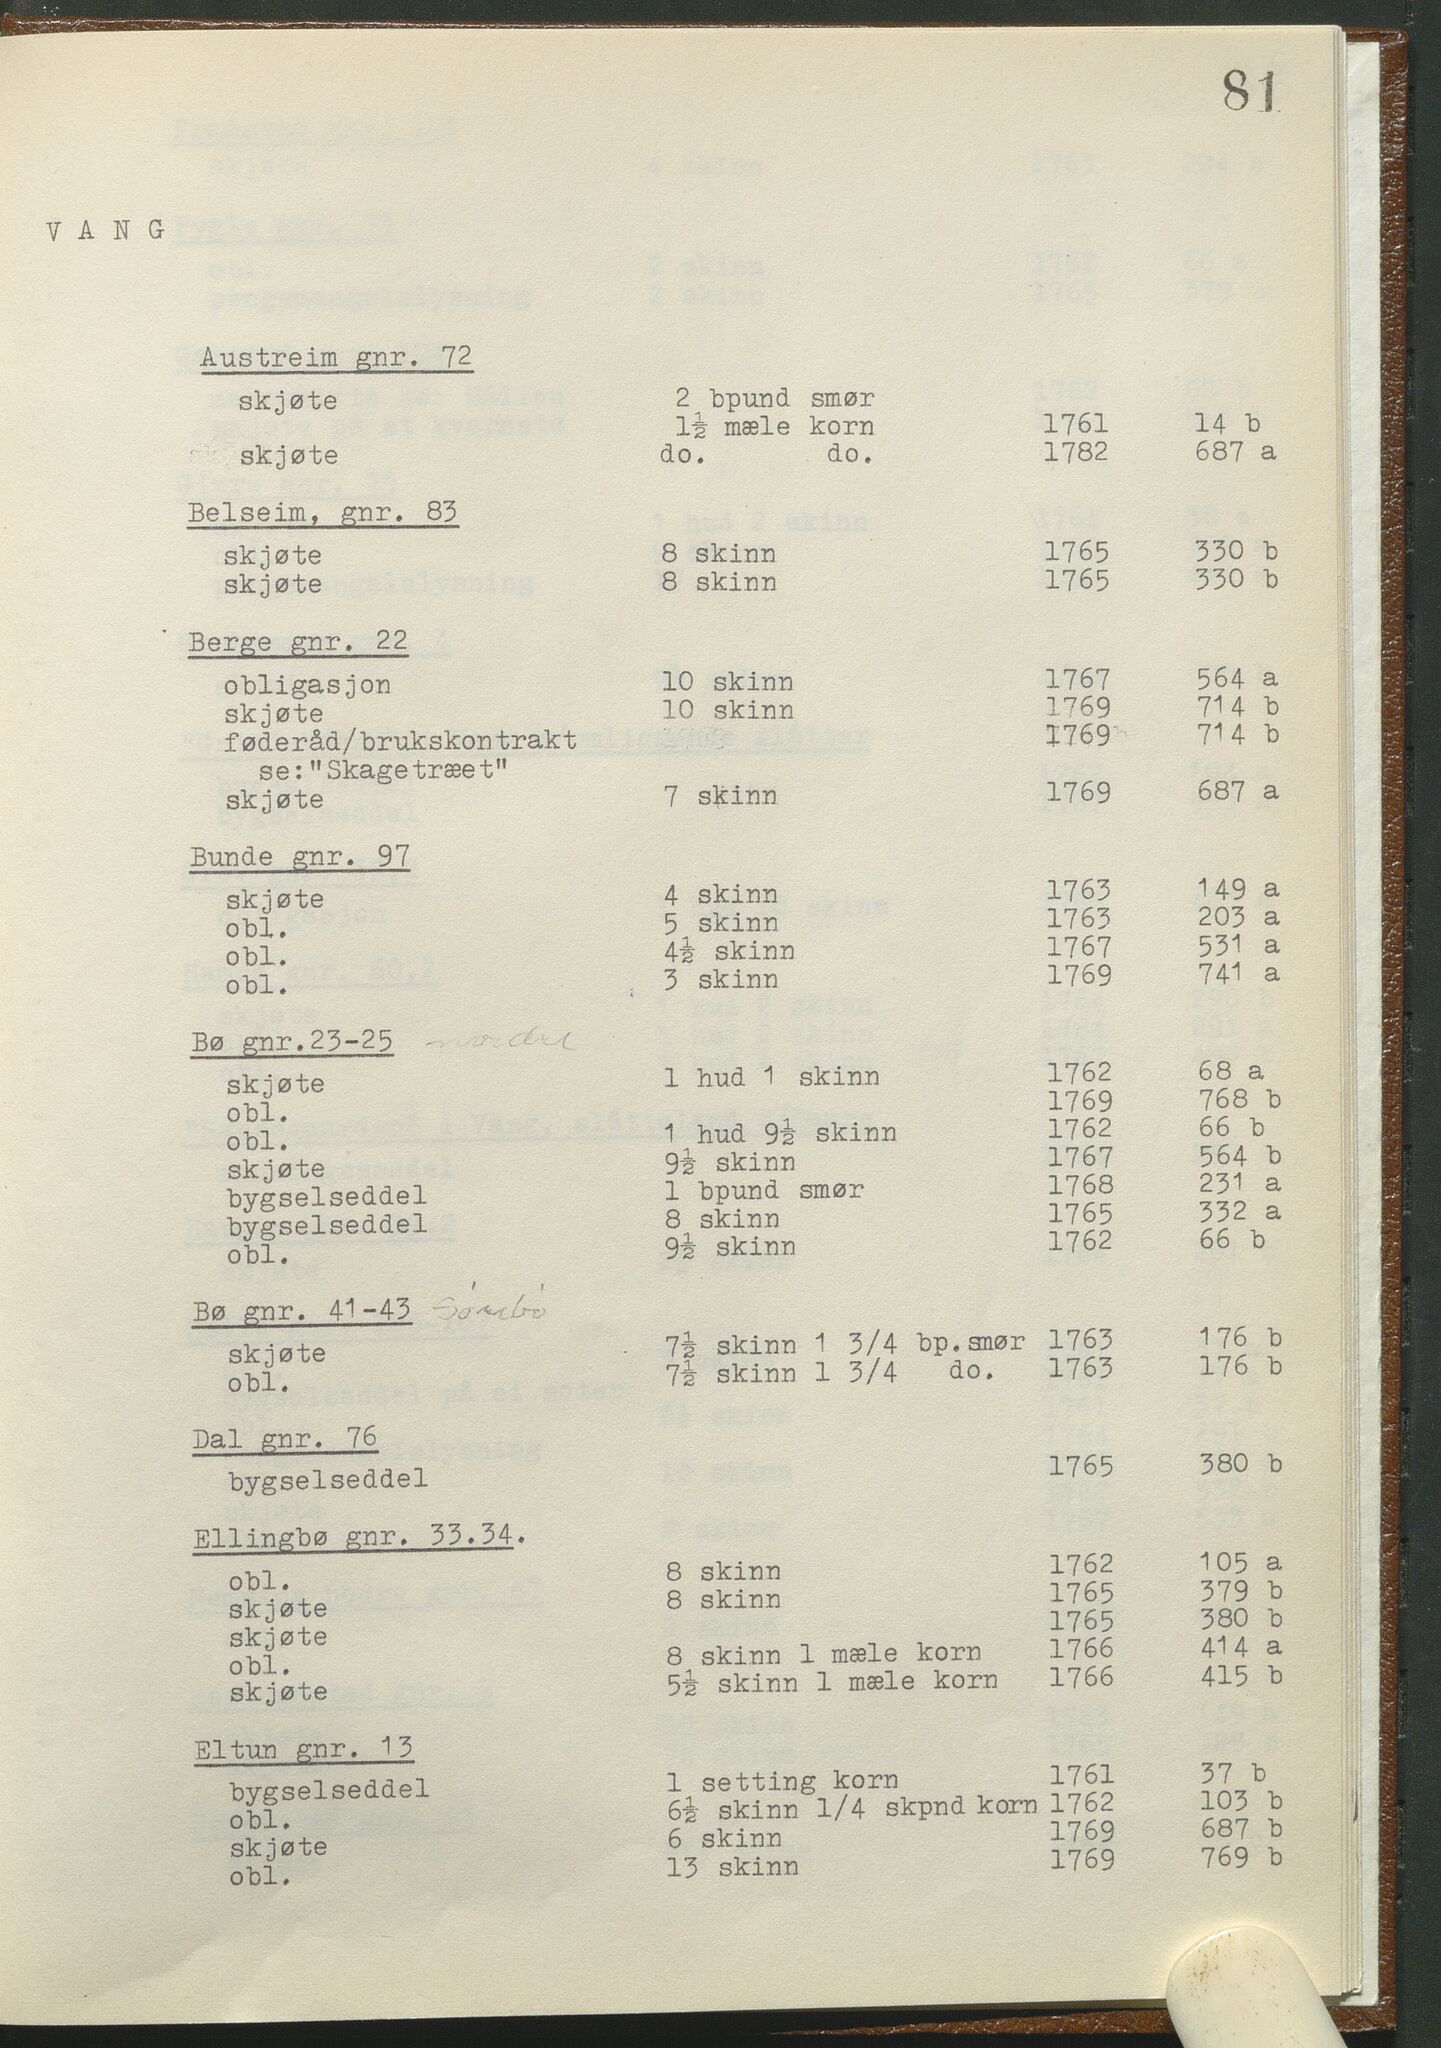 81
V A N G
Austreim gnr. 72
skjøte 2 bpund smør
1½ mæle korn 1761 14 b
skjøte do. do. 1782 687 a
Belseim, gnr. 83
skjøte 8 skinn 1765 330 b
skjøte 8 skinn 1765 330 b
Berge gnr. 22
obligasjon 10 skinn 1767 564 a
skjøte 10 skinn 1769 714 b
føderåd/brukskontrakt 1769 714 b
se:"Skagetræet"
skjøte 7 skinn 1769 687 a
Bunde gnr. 97
skjøte 4 skinn 1763 149 a
obl. 5 skinn 1763 203 a
obl. 4½ skinn 1767 531 a
obl. 3 skinn 1769 741 a
Bø gnr.23-25 nordre
skjøte 1 hud 1 skinn 1762 68 a
obl. 1769 768 b
obl. 1 hud 9½ skinn 1762 66 b
skjøte 9½ skinn 1767 564 b
bygselseddel 1 bpund smør 1768 231 a
bygselseddel 8 skinn 1765 332 a
obl. 9½ skinn 1762 66 b
Bø gnr. 41-43 Sørebø
skjøte 7½ skinn 1 3/4 bp.smør 1763 176 b
obl. 7½ skinn 1 3/4 do. 1763 176 b
Dal gnr. 76
bygselseddel 1765 380 b
Ellingbø gnr. 33.34.
obl. 8 skinn 1762 105 a
skjøte 8 skinn 1765 379 b
skjøte 1765 380 b
obl. 8 skinn 1 mæle korn 1766 414 a
skjøte 5½ skinn 1 mæle korn 1766 415 b
Eltun gnr. 13
bygselseddel 1 setting korn 1761 37 b
obl. 6½ skinn 1/4 skpnd korn 1762 103 b
skjøte 6 skinn 1769 687 b
obl. 13 skinn 1769 769 b